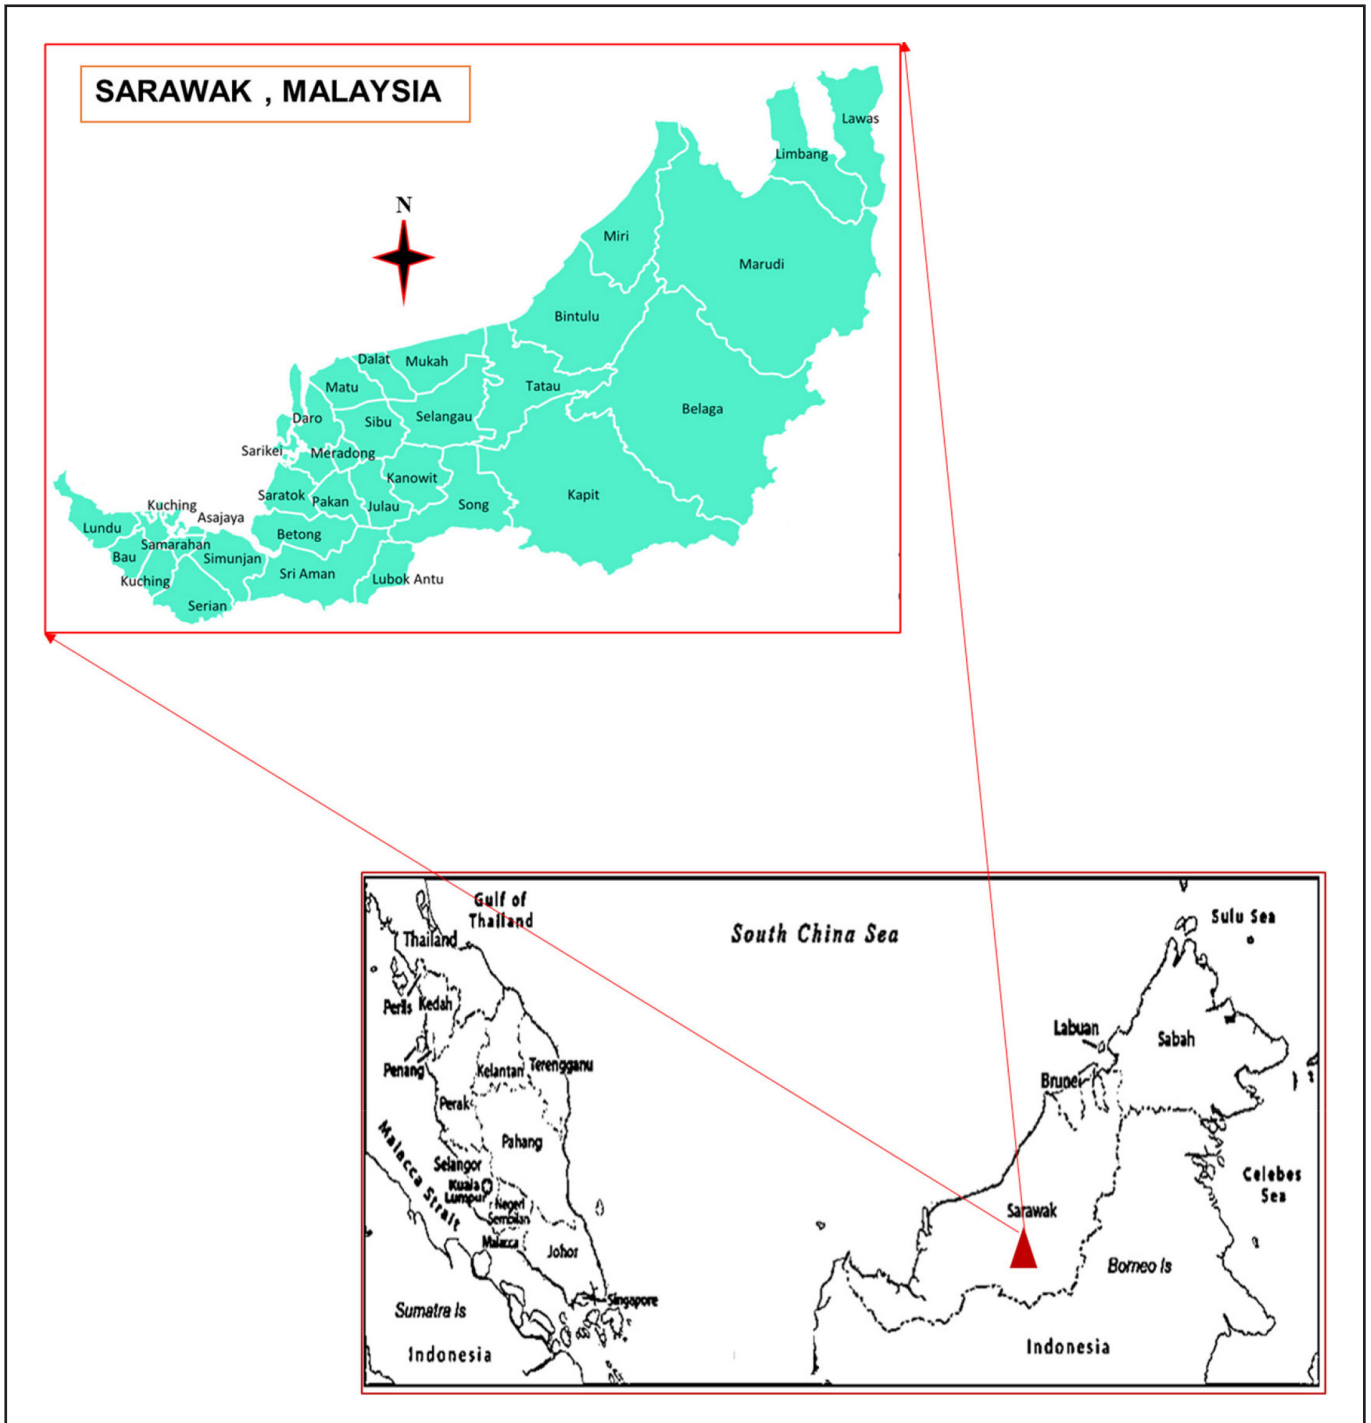 SARAWAK , MALAYSIA
N
Lawas
Limbang
Miri
Marudi
Bintulu
Dalat
Mukah
Matu
Tatau
Belaga
Daro
Sibu
Selangau
Sarikei
Meradong
Kanowit
Saratok
Pakan
Julau
Song
Kapit
Kuching
Asajaya
Lundu
Betong
Samarahan
Bau
Simunjan
Kuching
Sri Aman
Lubok Antu
Serian
Gulf of
Thailand
South China Sea
Sulu Sea
Thailand
Perlis
Kedah
Labuan
Sabah
Penang
Kelantan
Terengganu
Brunei
Perak
Pahang
Malacca Strait
Selangor
Kuala
Lumpur
Negeri
Sembilan
Celebes
Sea
Sarawak
Malacca
Johor
Borneo Is
Singapore
Sumatra Is
Indonesia
Indonesia